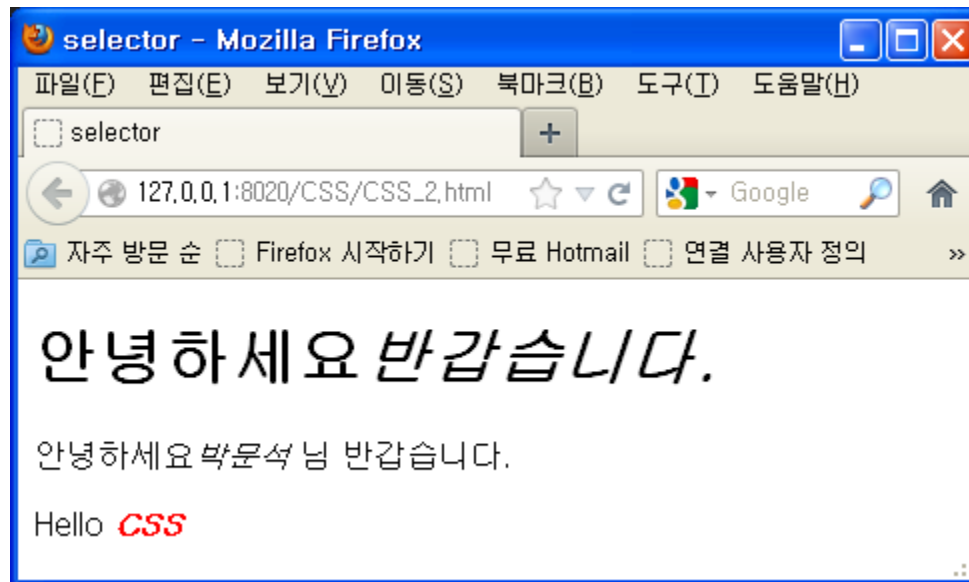 selector - Mozilla Firefox
파일(F) 편집(E) 보기(V) 이동(S) 북마크(B) 도구(T) 도움말(H)
selector +
127.0.0.1:8020/CSS/CSS_2.html Google
자주 방문 순 Firefox 시작하기 무료 Hotmail 연결 사용자 정의 »
안녕하세요 반갑습니다.
안녕하세요 박문석 님 반갑습니다.
Hello CSS